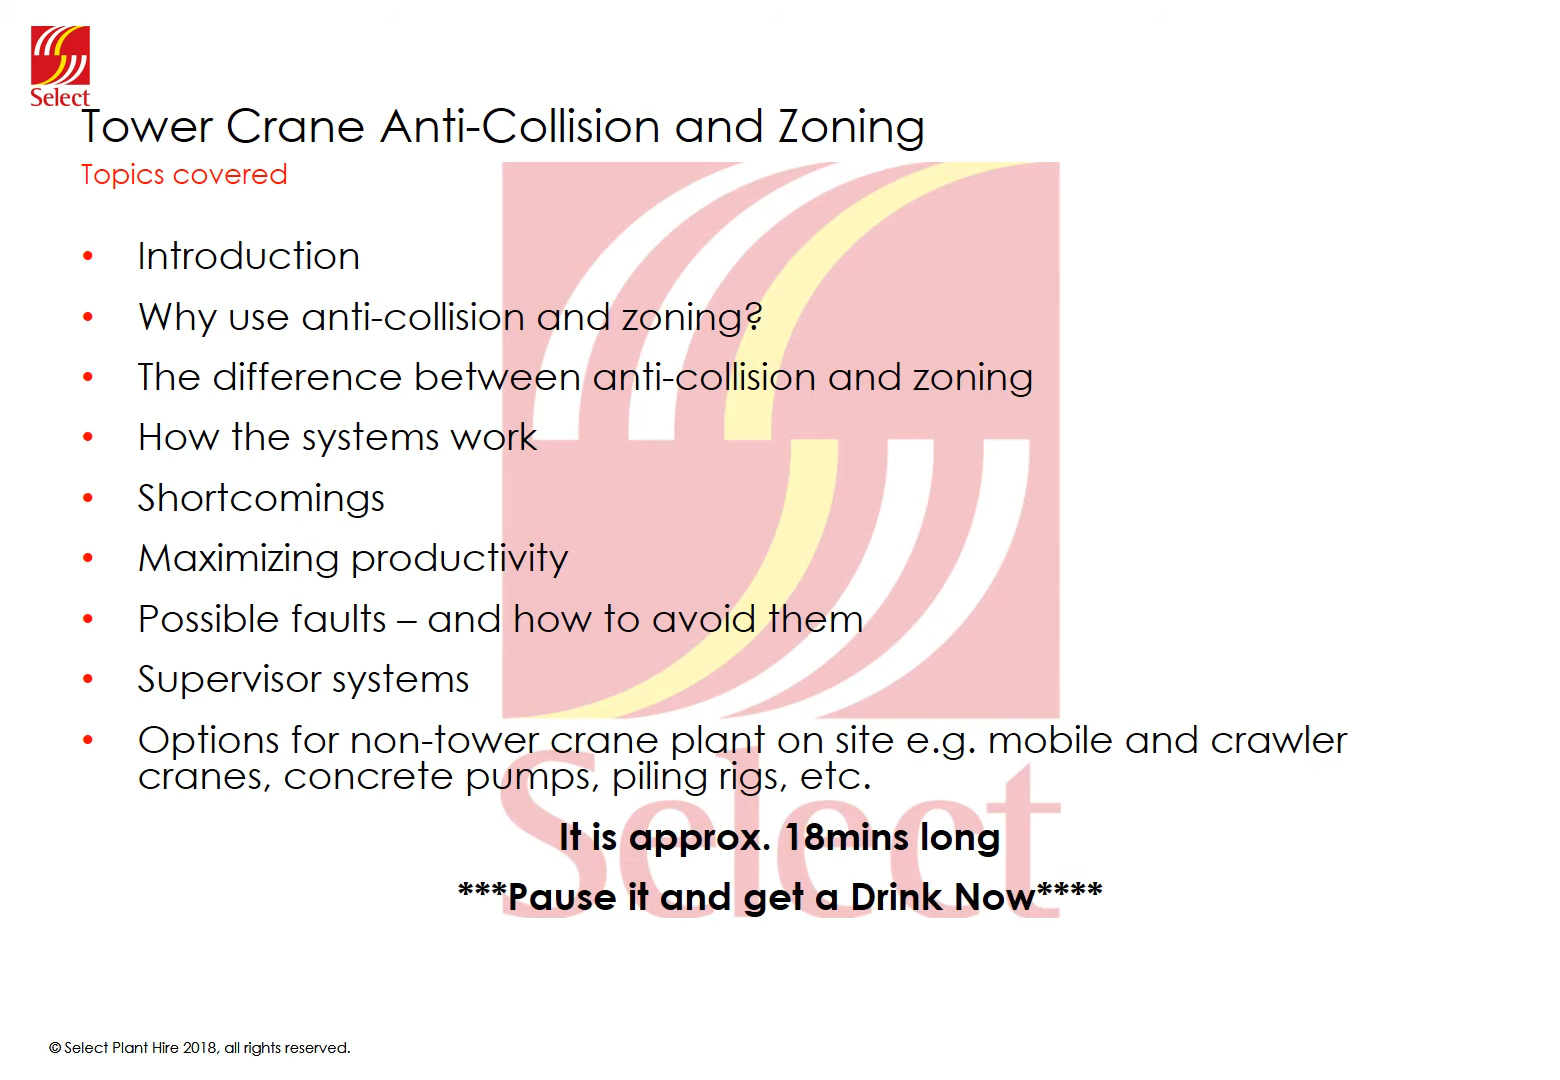 Select
Tower Crane Anti-Collision and Zoning
Topics covered
• Introduction
• Why use anti-collision and zoning?
• The difference between anti-collision and zoning
• How the systems work
• Shortcomings
• Maximizing productivity
• Possible faults – and how to avoid them
• Supervisor systems
• Options for non-tower crane plant on site e.g. mobile and crawler
cranes, concrete pumps, piling rigs, etc.
Select
It is approx. 18mins long
***Pause it and get a Drink Now****
© Select Plant Hire 2018, all rights reserved.